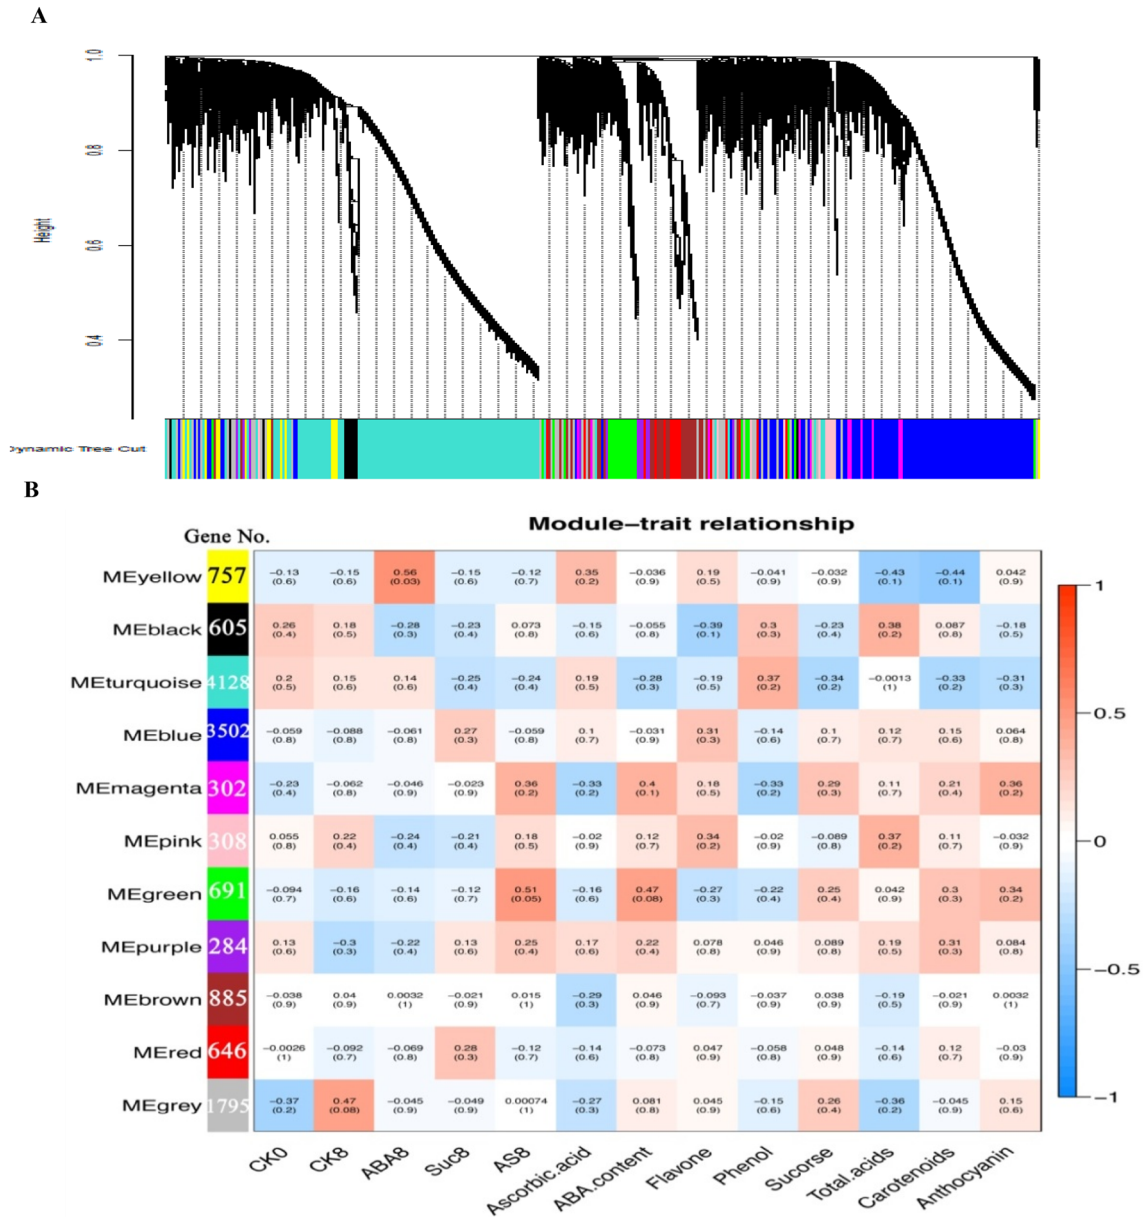 A
1.0
0.8
0.6
0.4
Height
Dynamic Tree Cut
B
Module–trait relationship
Gene No.
MEyellow 757 −0.13 −0.15 0.56 −0.15 −0.12 0.35 −0.036 0.19 −0.041 −0.032 −0.43 −0.44 0.042
(0.6) (0.6) (0.03) (0.6) (0.7) (0.2) (0.9) (0.5) (0.9) (0.9) (0.1) (0.1) (0.9)
MEblack 605 0.26 0.18 −0.28 −0.23 0.073 −0.15 −0.055 −0.39 0.3 −0.23 0.38 0.087 −0.18
(0.4) (0.5) (0.3) (0.4) (0.8) (0.6) (0.8) (0.1) (0.3) (0.4) (0.2) (0.8) (0.5)
MEturquoise 4128 0.2 0.15 0.14 −0.25 −0.24 0.19 −0.28 −0.19 0.37 −0.34 −0.0013 −0.33 −0.31
(0.5) (0.6) (0.6) (0.4) (0.4) (0.5) (0.3) (0.5) (0.2) (0.2) (1) (0.2) (0.3)
MEblue 3502 −0.059 −0.088 −0.061 0.27 −0.059 0.1 −0.031 0.31 −0.14 0.1 0.12 0.15 0.064
(0.8) (0.8) (0.8) (0.3) (0.8) (0.7) (0.9) (0.3) (0.6) (0.7) (0.7) (0.6) (0.8)
MEmagenta 302 −0.23 −0.062 −0.046 −0.023 0.36 −0.33 0.4 0.18 −0.33 0.29 0.11 0.21 0.36
(0.4) (0.8) (0.9) (0.9) (0.2) (0.2) (0.1) (0.5) (0.2) (0.3) (0.7) (0.4) (0.2)
MEpink 308 0.055 0.22 −0.24 −0.21 0.18 −0.02 0.12 0.34 −0.02 −0.089 0.37 0.11 −0.032
(0.8) (0.4) (0.4) (0.4) (0.5) (0.9) (0.7) (0.2) (0.9) (0.8) (0.2) (0.7) (0.9)
MEgreen 691 −0.094 −0.16 −0.14 −0.12 0.51 −0.16 0.47 −0.27 −0.22 0.25 0.042 0.3 0.34
(0.7) (0.6) (0.6) (0.7) (0.05) (0.6) (0.08) (0.3) (0.4) (0.4) (0.9) (0.3) (0.2)
MEpurple 284 0.13 −0.3 −0.22 0.13 0.25 0.17 0.22 0.078 0.046 0.089 0.19 0.31 0.084
(0.6) (0.3) (0.4) (0.6) (0.4) (0.6) (0.4) (0.8) (0.9) (0.8) (0.5) (0.3) (0.8)
MEbrown 885 −0.038 0.04 0.0032 −0.021 0.015 −0.29 0.046 −0.093 −0.037 0.038 −0.19 −0.021 0.0032
(0.9) (0.9) (1) (0.9) (1) (0.3) (0.9) (0.7) (0.9) (0.9) (0.5) (0.9) (1)
MEred 646 −0.0026 −0.092 −0.069 0.28 −0.12 −0.14 −0.073 0.047 −0.058 0.048 −0.14 0.12 −0.03
(1) (0.7) (0.8) (0.3) (0.7) (0.6) (0.8) (0.9) (0.8) (0.9) (0.6) (0.7) (0.9)
MEgrey 1795 −0.37 0.47 −0.045 −0.049 0.00074 −0.27 0.081 0.045 −0.15 0.26 −0.36 −0.045 0.15
(0.2) (0.08) (0.9) (0.9) (1) (0.3) (0.8) (0.9) (0.6) (0.4) (0.2) (0.9) (0.6)
CK0 CK8 ABA8 Suc8 AS8 Ascorbic.acid ABA.content Flavone Phenol Sucorse Total.acids Carotenoids Anthocyanin
1
0.5
0
−0.5
−1